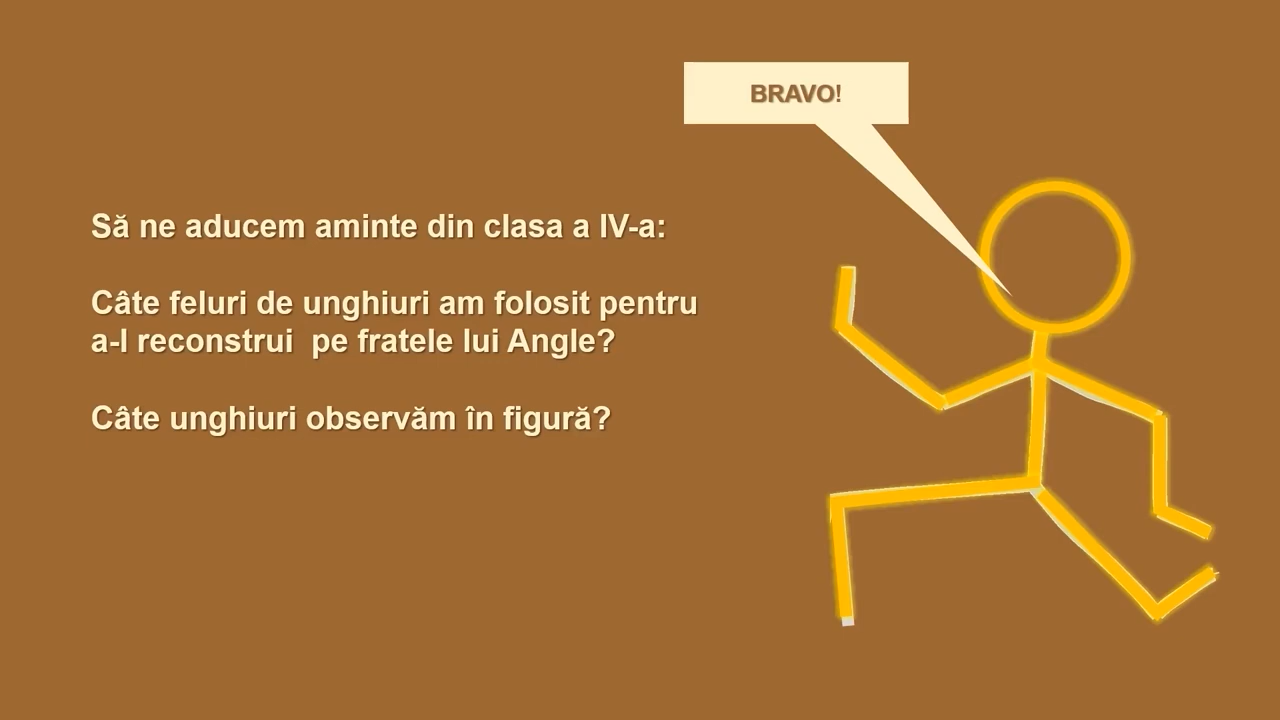 BRAVO!
Să ne aducem aminte din clasa a IV-a:
Câte feluri de unghiuri am folosit pentru
a-l reconstrui  pe fratele lui Angle?
Câte unghiuri observăm în figură?